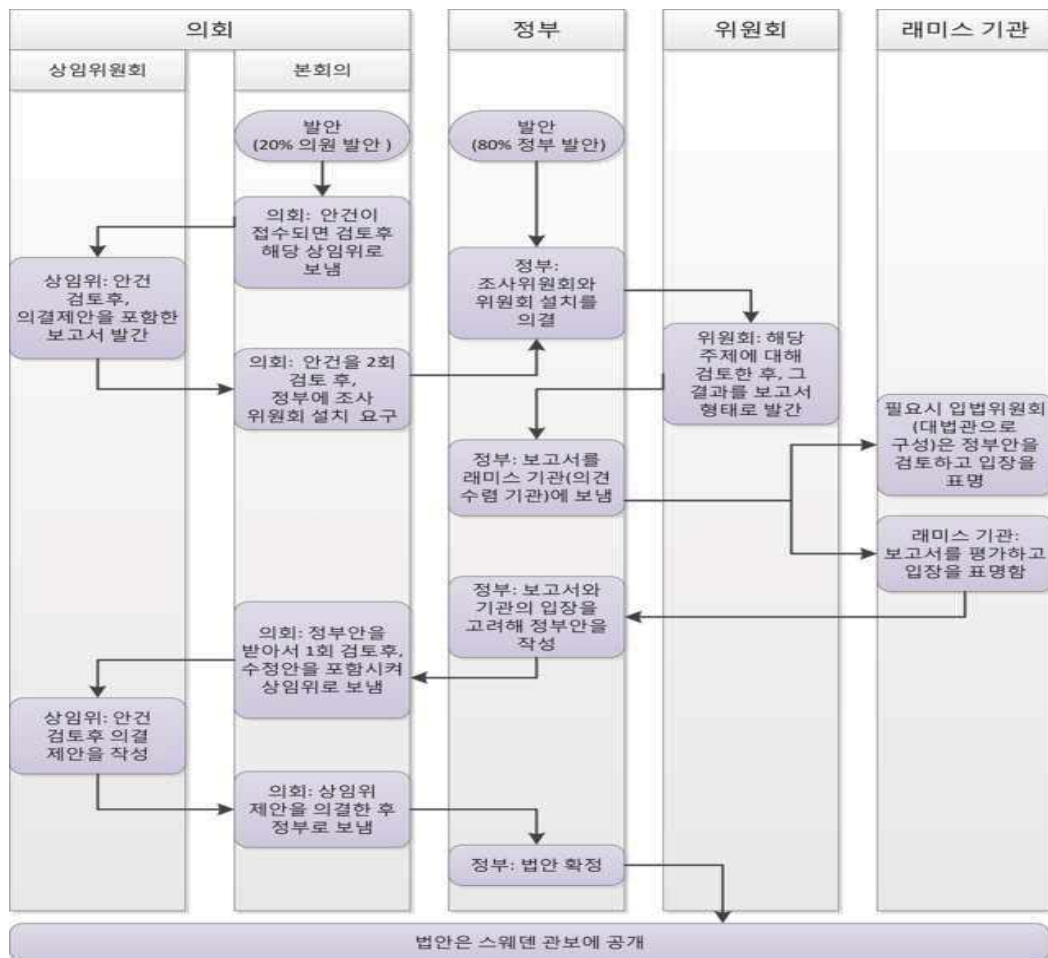 의회
정부
위원회
래미스 기관
상임위원회
본회의
발안
(20% 의원 발안 )
발안
(80% 정부 발안)
의회: 안건이
접수되면 검토후
해당 상임위로
보냄
상임위: 안건
검토후,
의결제안을 포함한
보고서 발간
정부:
조사위원회와
위원회 설치를
의결
의회: 안건을 2회
검토 후,
정부에 조사
위원회 설치 요구
위원회: 해당
주제에 대해
검토한 후, 그
결과를 보고서
형태로 발간
정부: 보고서를
래미스 기관(의견
수렴 기관)에 보냄
필요시 입법위원회
(대법관으로
구성)은 정부안을
검토하고 입장을
표명
래미스 기관:
보고서를 평가하고
입장을 표명함
정부: 보고서와
기관의 입장을
고려해 정부안을
작성
의회: 정부안을
받아서 1회 검토후,
수정안을 포함시켜
상임위로 보냄
상임위: 안건
검토후 의결
제안을 작성
의회: 상임위
제안을 의결한 후
정부로 보냄
정부: 법안 확정
법안은 스웨덴 관보에 공개